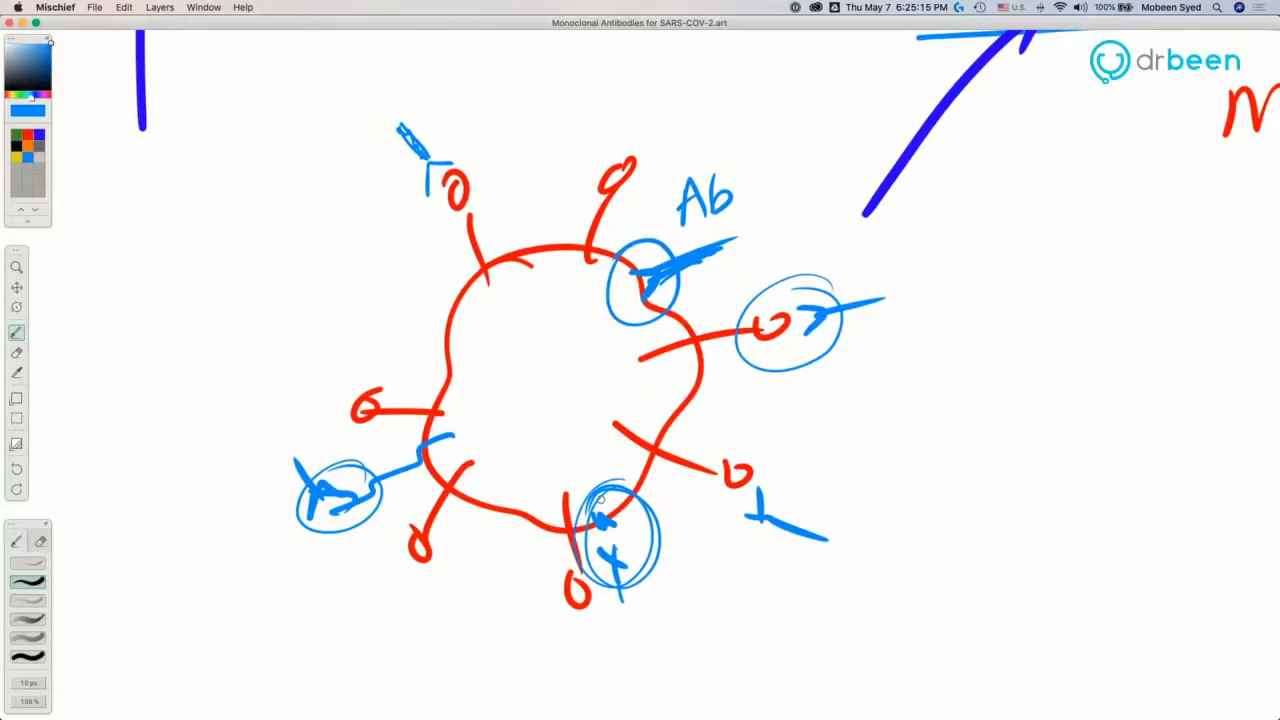 Mischief File Edit Layers Window Help U.S. 100% Thu May 7 6:25:15 PM Mobeen Syed
Monoclonal Antibodies for SARS-COV-2.art
drbeen
Ab
10 px
100 %